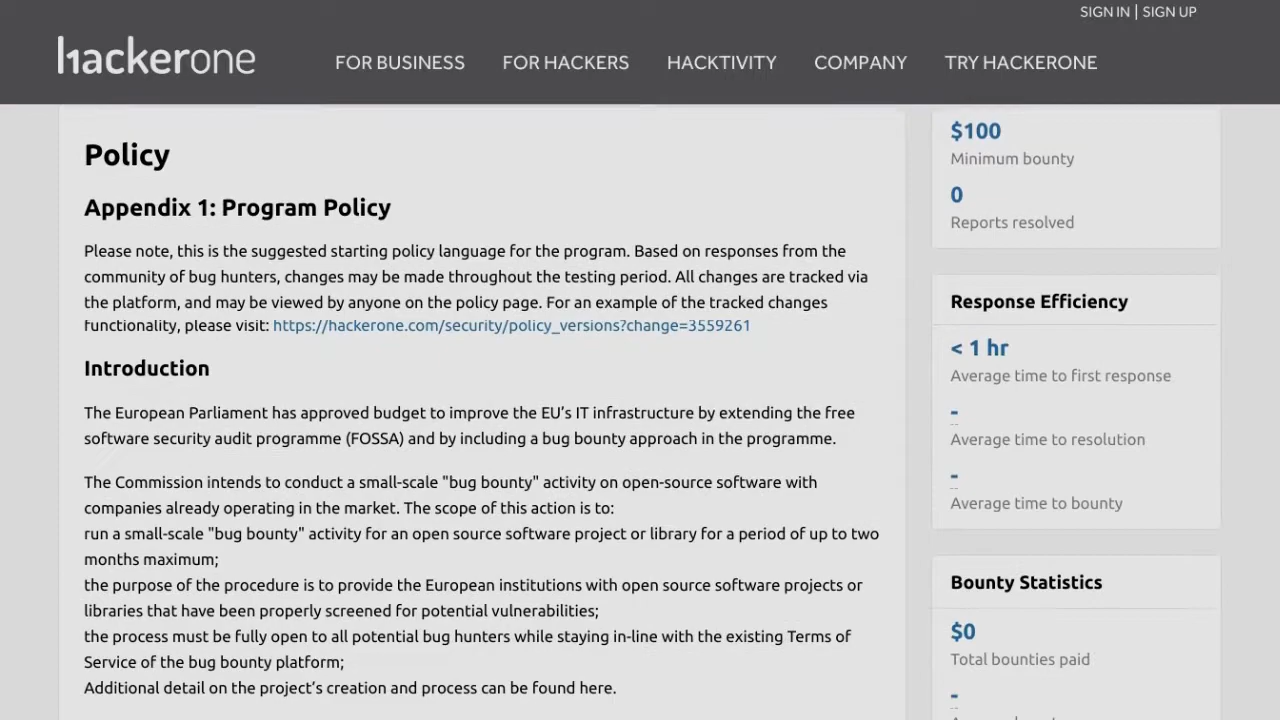 SIGN IN | SIGN UP
hackerone
FOR BUSINESS FOR HACKERS HACKTIVITY COMPANY TRY HACKERONE
Policy
Appendix 1: Program Policy
Please note, this is the suggested starting policy language for the program. Based on responses from the
community of bug hunters, changes may be made throughout the testing period. All changes are tracked via
the platform, and may be viewed by anyone on the policy page. For an example of the tracked changes
functionality, please visit: https://hackerone.com/security/policy_versions?change=3559261
Introduction
The European Parliament has approved budget to improve the EU’s IT infrastructure by extending the free
software security audit programme (FOSSA) and by including a bug bounty approach in the programme.
The Commission intends to conduct a small-scale "bug bounty" activity on open-source software with
companies already operating in the market. The scope of this action is to:
run a small-scale "bug bounty" activity for an open source software project or library for a period of up to two
months maximum;
the purpose of the procedure is to provide the European institutions with open source software projects or
libraries that have been properly screened for potential vulnerabilities;
the process must be fully open to all potential bug hunters while staying in-line with the existing Terms of
Service of the bug bounty platform;
Additional detail on the project’s creation and process can be found here.
$100
Minimum bounty
0
Reports resolved
Response Efficiency
< 1 hr
Average time to first response
-
Average time to resolution
-
Average time to bounty
Bounty Statistics
$0
Total bounties paid
-